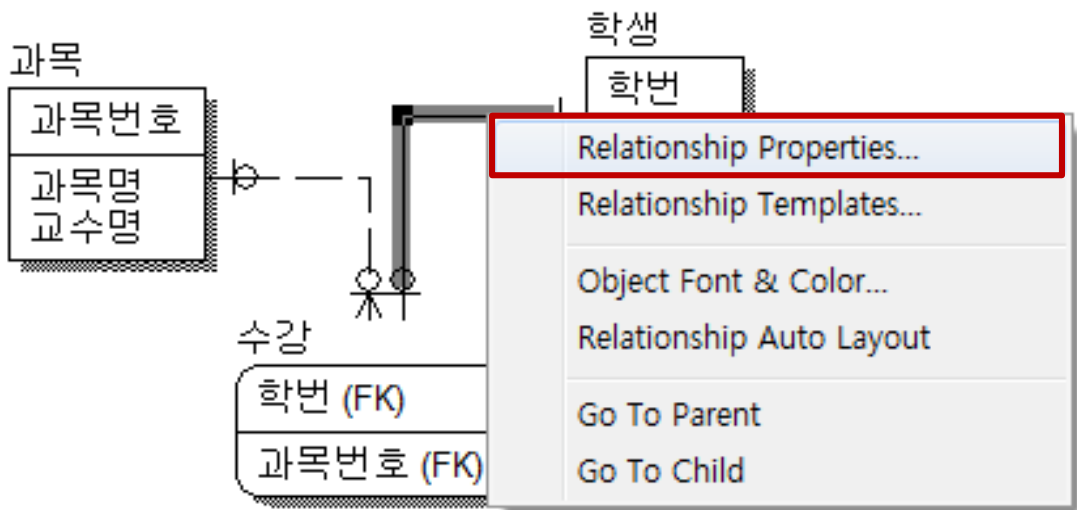 과목
과목번호
과목명
교수명
학생
학번
수강
학번 (FK)
과목번호 (FK)
Relationship Properties...
Relationship Templates...
Object Font & Color...
Relationship Auto Layout
Go To Parent
Go To Child